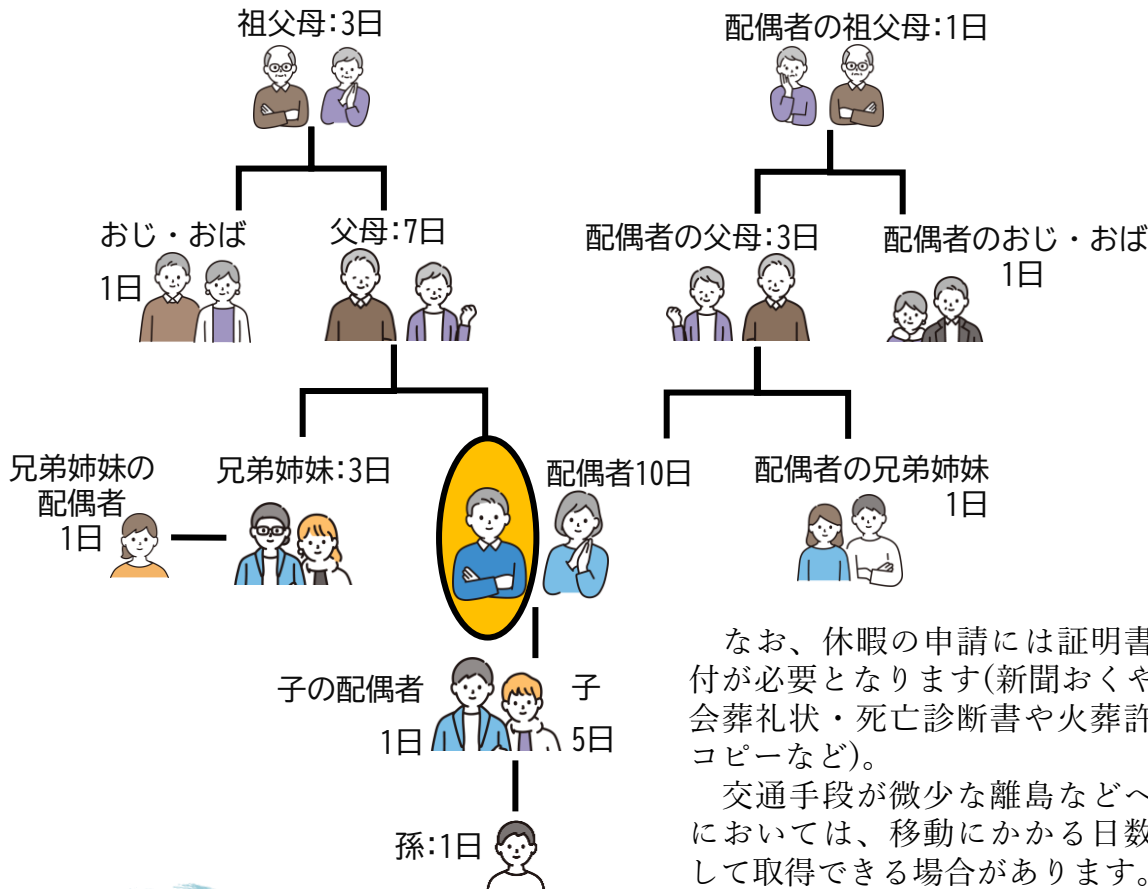 祖父母:3日
配偶者の祖父母:1日
おじ・おば
1日
父母:7日
配偶者の父母:3日
配偶者のおじ・おば
1日
兄弟姉妹の
配偶者
1日
兄弟姉妹:3日
配偶者10日
配偶者の兄弟姉妹
1日
子の配偶者
1日
子
5日
孫:1日
なお、休暇の申請には証明書
付が必要となります(新聞おくや
会葬礼状・死亡診断書や火葬許
コピーなど)。
交通手段が微少な離島などへ
においては、移動にかかる日数
して取得できる場合があります。